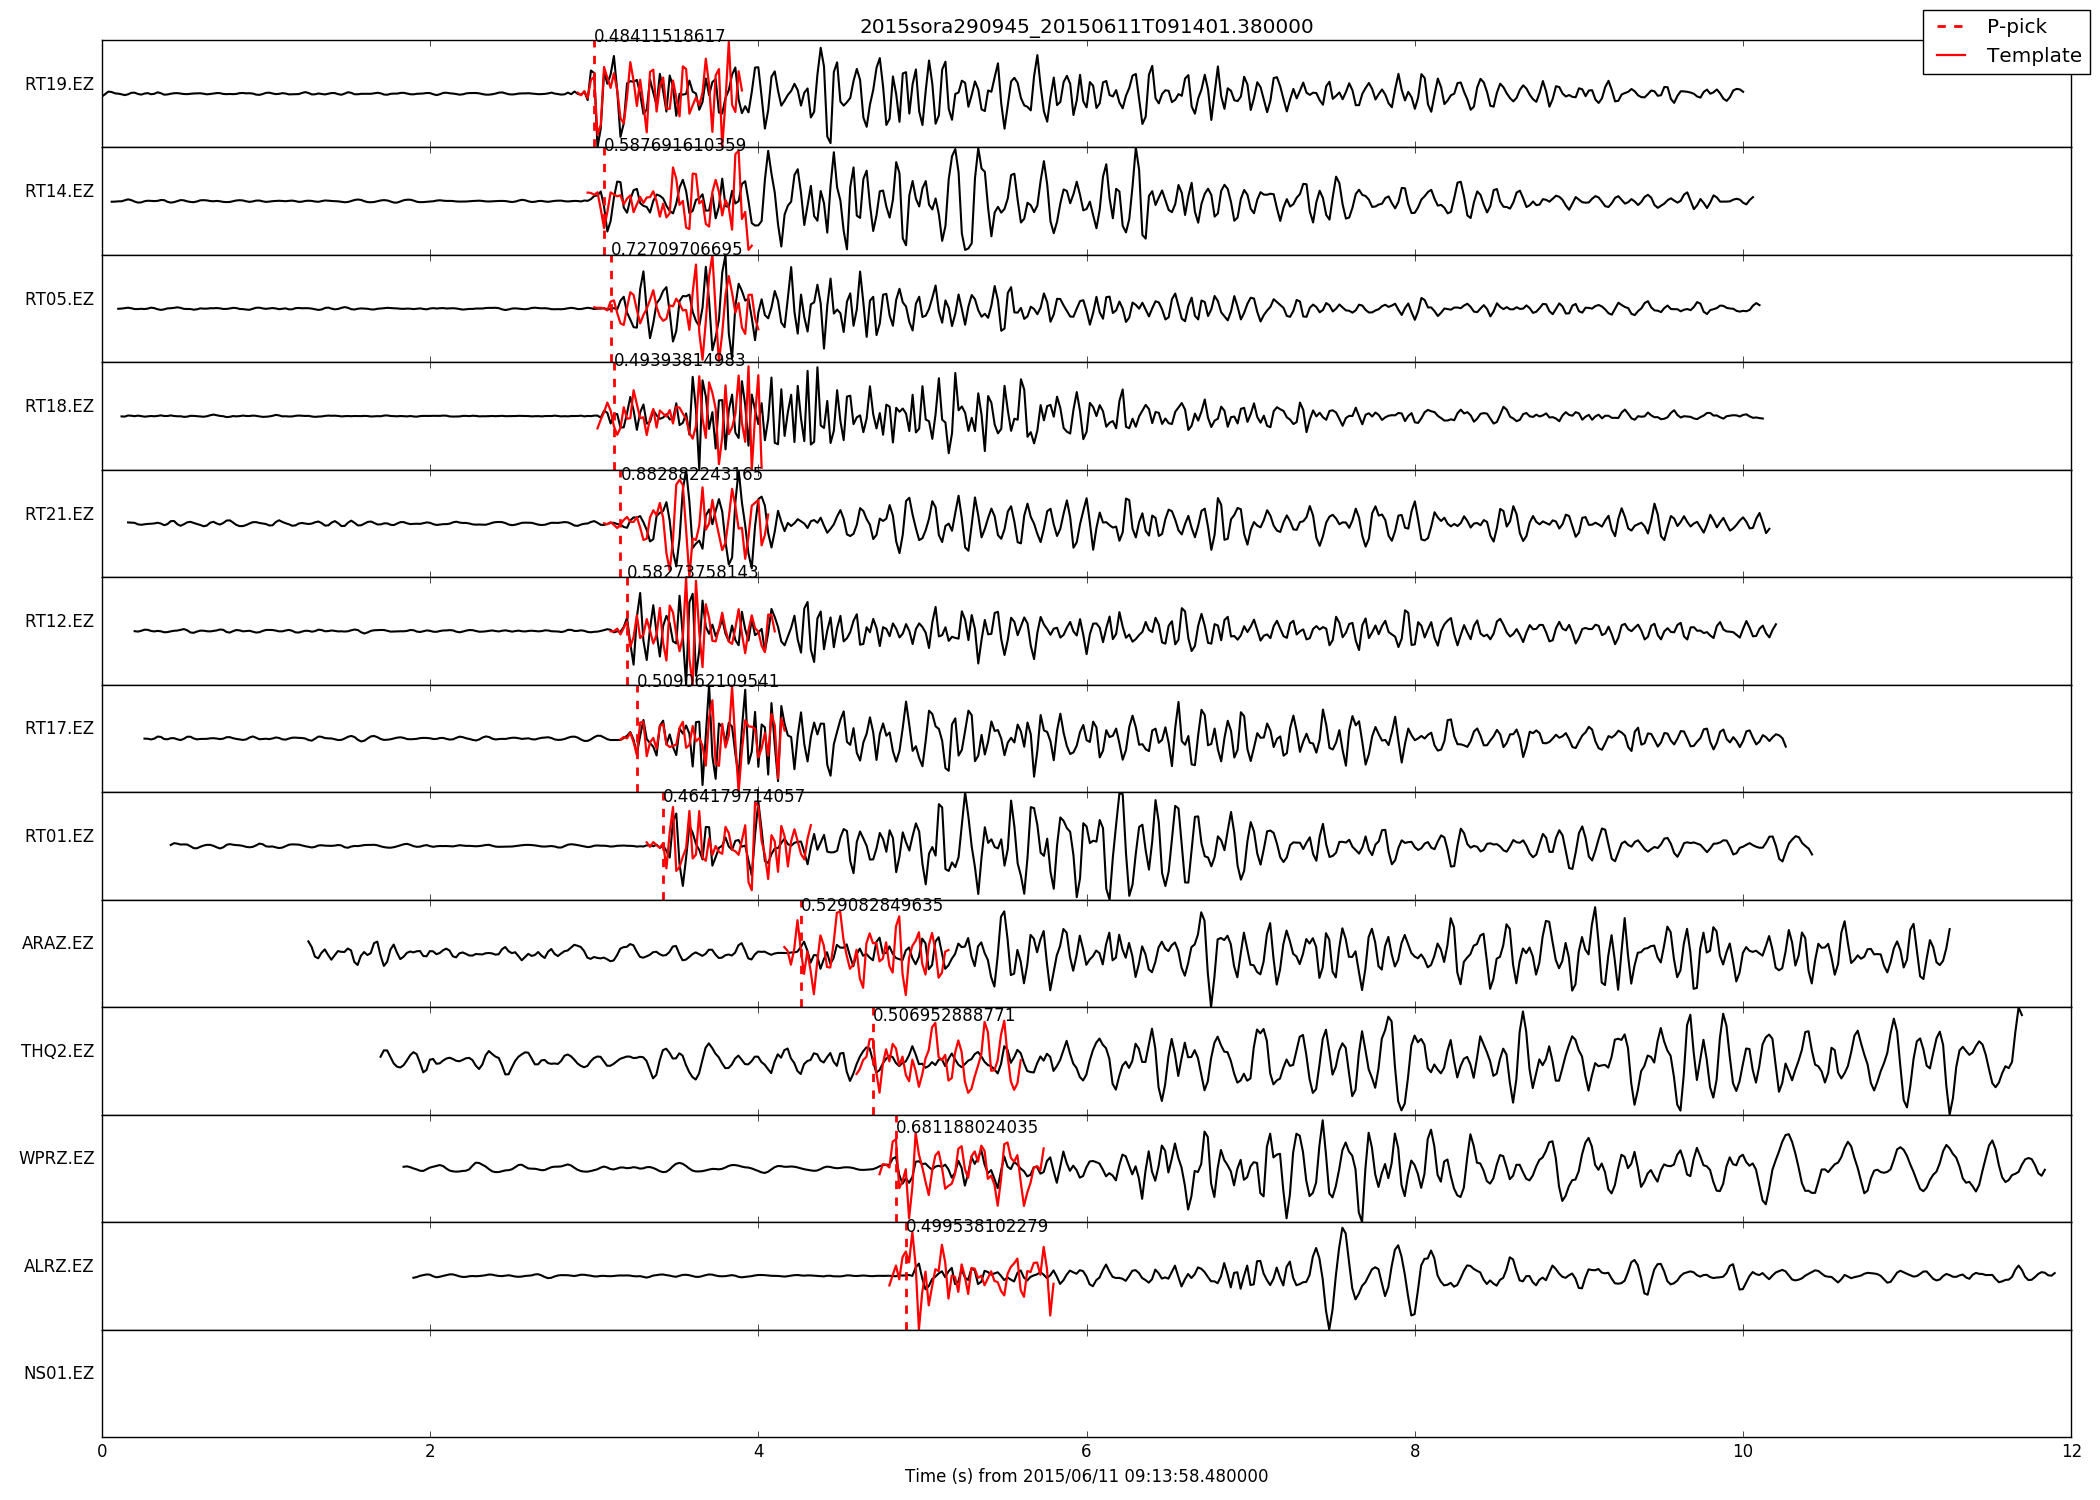 2015sora290945_20150611T091401.380000
P-pick
Template
RT19.EZ
0.48411518617
RT14.EZ
0.587691610359
RT05.EZ
0.72709706695
RT18.EZ
0.49393814983
RT21.EZ
0.882882243165
RT12.EZ
0.58273758143
RT17.EZ
0.509062109541
RT01.EZ
0.464179714057
ARAZ.EZ
0.529082849635
THQ2.EZ
0.506952888771
WPRZ.EZ
0.681188024035
ALRZ.EZ
0.499538102279
NS01.EZ
0 2 4 6 8 10 12
Time (s) from 2015/06/11 09:13:58.480000